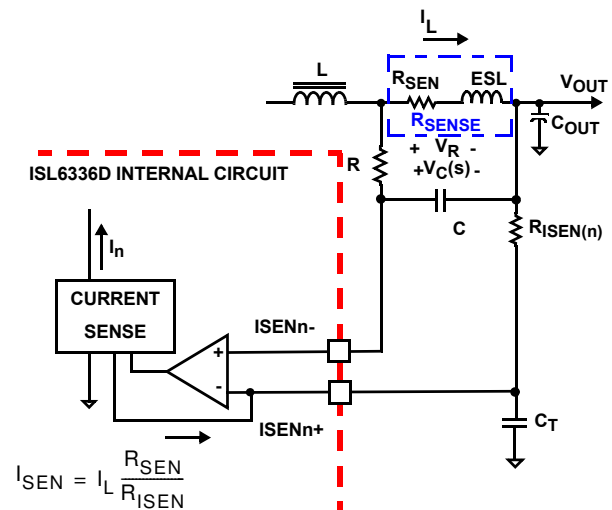 I_L
L
R_SEN ESL
V_OUT
R_SENSE
C_OUT
+ V_R -
+V_C(s) -
R
ISL6336D INTERNAL CIRCUIT
C
R_ISEN(n)
I_n
CURRENT
SENSE
ISENn-
+
-
ISENn+
C_T
I_SEN = I_L R_SEN
R_ISEN